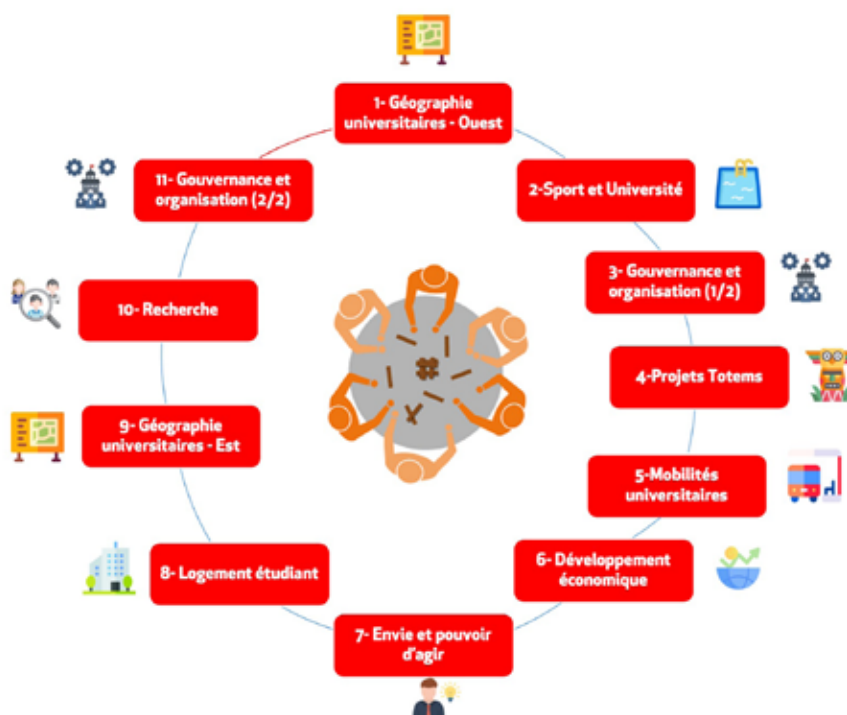 1- Géographie
universitaires - Ouest
2-Sport et Université
3- Gouvernance et
organisation (1/2)
4-Projets Totems
5-Mobilités
universitaires
6- Développement
économique
7- Envie et pouvoir
d'agir
8- Logement étudiant
9- Géographie
universitaires - Est
10- Recherche
11- Gouvernance et
organisation (2/2)